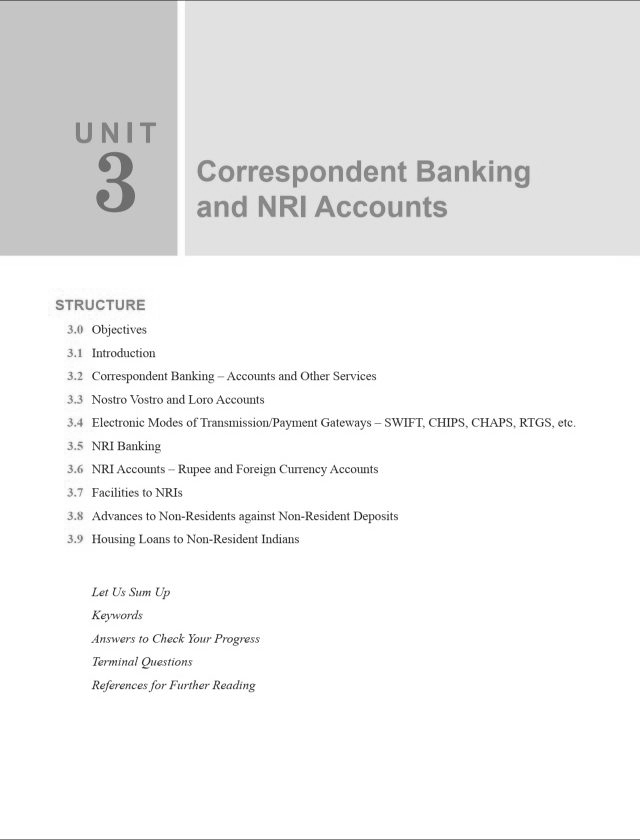 UNIT
3
Correspondent Banking
and NRI Accounts
STRUCTURE
3.0 Objectives
3.1 Introduction
3.2 Correspondent Banking – Accounts and Other Services
3.3 Nostro Vostro and Loro Accounts
3.4 Electronic Modes of Transmission/Payment Gateways – SWIFT, CHIPS, CHAPS, RTGS, etc.
3.5 NRI Banking
3.6 NRI Accounts – Rupee and Foreign Currency Accounts
3.7 Facilities to NRIs
3.8 Advances to Non-Residents against Non-Resident Deposits
3.9 Housing Loans to Non-Resident Indians
Let Us Sum Up
Keywords
Answers to Check Your Progress
Terminal Questions
References for Further Reading